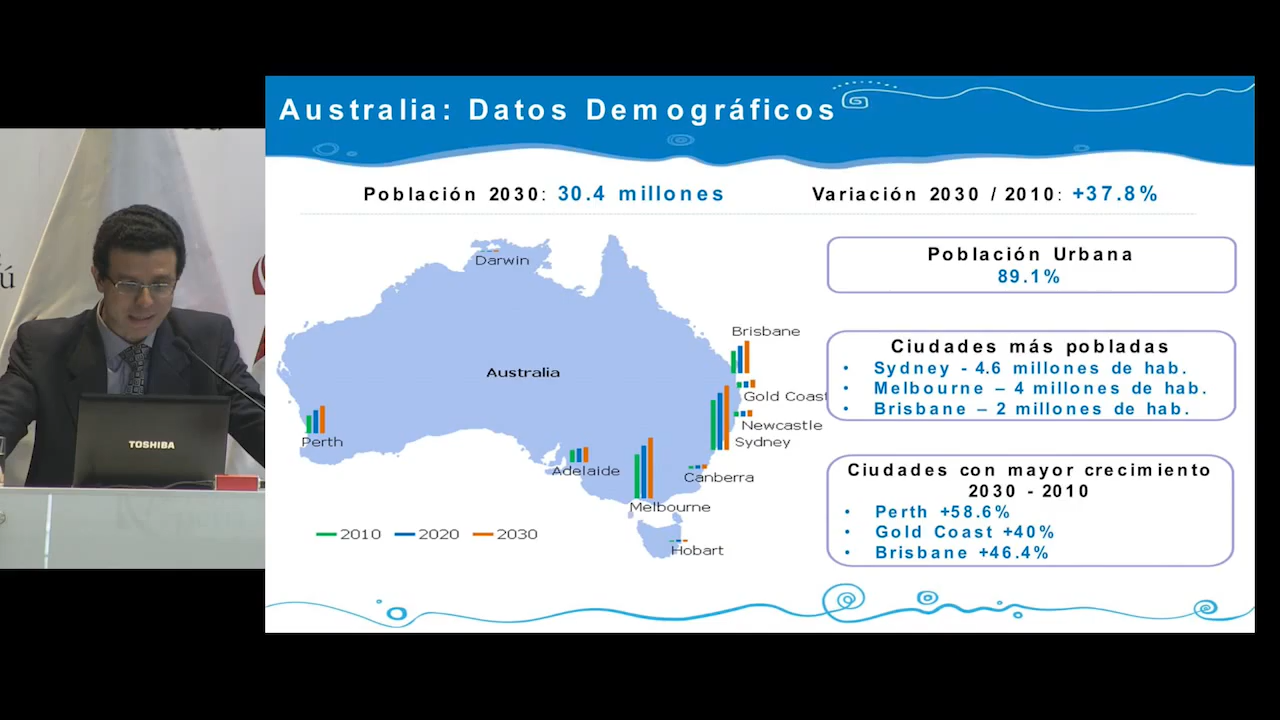 Australia: Datos Demográficos
Población 2030: 30.4 millones
Variación 2030 / 2010: +37.8%
Darwin
Brisbane
Australia
Gold Coast
Newcastle
Sydney
Perth
Adelaide
Canberra
Melbourne
Hobart
2010 2020 2030
Población Urbana
89.1%
Ciudades más pobladas
• Sydney - 4.6 millones de hab.
• Melbourne – 4 millones de hab.
• Brisbane – 2 millones de hab.
Ciudades con mayor crecimiento
2030 - 2010
• Perth +58.6%
• Gold Coast +40%
• Brisbane +46.4%
TOSHIBA